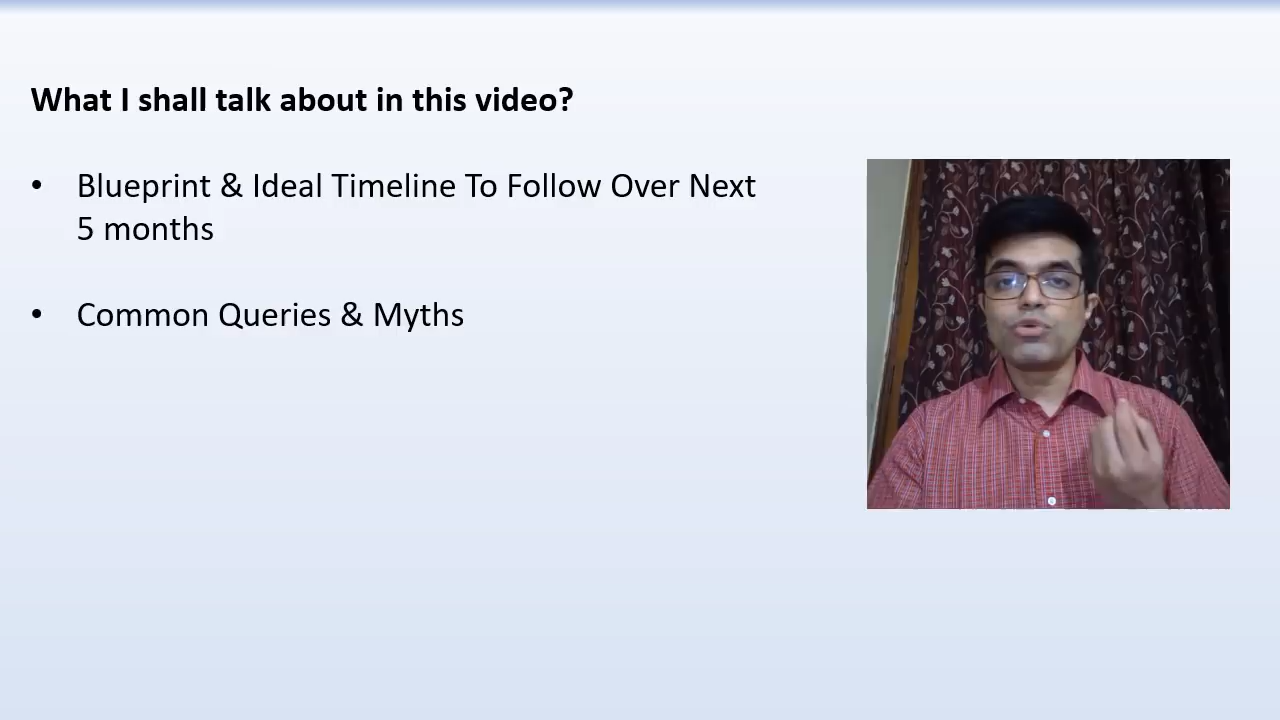 What I shall talk about in this video?
• Blueprint & Ideal Timeline To Follow Over Next
5 months
• Common Queries & Myths